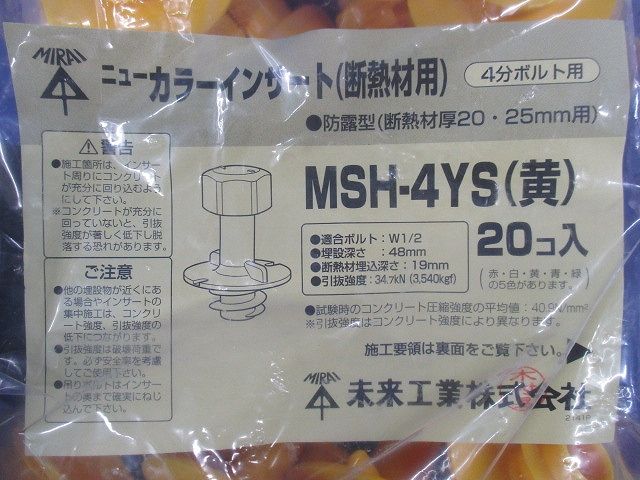 MIRAI
ニューカラーインサート(断熱材用)
4分ボルト用
●防露型(断熱材厚20・25mm用)
⚠警告
●施工箇所は、インサー
ト周りにコンクリート
が充分に回り込むよう
にして下さい。
※コンクリートが充分に
回っていないと、引抜
強度が著しく低下し脱
落する恐れがあります。
ご注意
●他の埋設物が近くにあ
る場合やインサートの
集中施工は、コンクリ
ート強度、引抜強度の
低下につながります。
●引抜強度は破壊荷重で
す。必ず安全率を考慮
してご使用下さい。
●吊りボルトはインサー
トの奥まで確実にねじ
込んで下さい。
MSH-4YS(黄)
●適合ボルト：W1/2
●埋設深さ：48mm
●断熱材埋込深さ：19mm
●引抜強度：34.7kN(3,540kgf)
20コ入
(赤・白・黄・青・緑
の5色があります。)
●試験時のコンクリート圧縮強度の平均値：40.9N/mm²
※引抜強度はコンクリート強度により異なります。
施工要領は裏面をご覧下さい。▶
MIRAI
未来工業株式会社
2141P